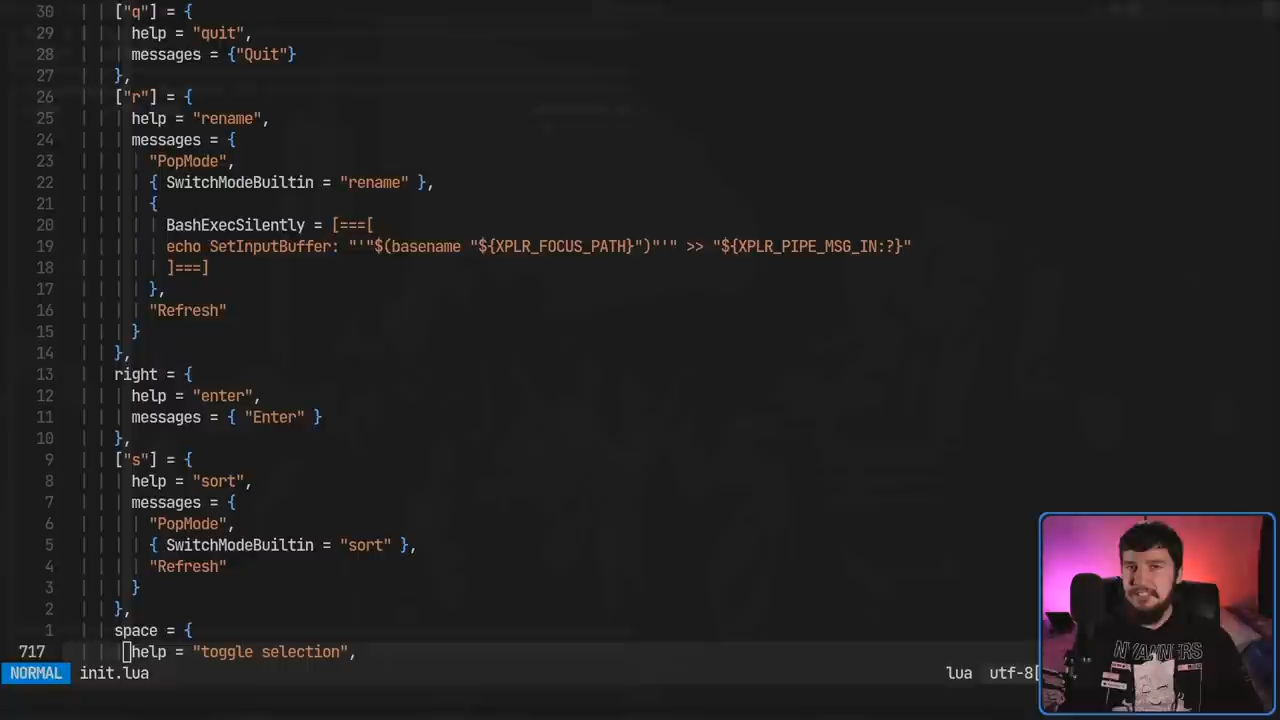 30 ["q"] = {
29 help = "quit",
28 messages = {"Quit"}
27 },
26 ["r"] = {
25 help = "rename",
24 messages = {
23 "PopMode",
22 { SwitchModeBuiltin = "rename" },
21 {
20 BashExecSilently = [===[
19 echo SetInputBuffer: "'"$(basename "${XPLR_FOCUS_PATH}")"'" >> "${XPLR_PIPE_MSG_IN:?}"
18 ]===]
17 },
16 "Refresh"
15 }
14 },
13 right = {
12 help = "enter",
11 messages = { "Enter" }
10 },
9 ["s"] = {
8 help = "sort",
7 messages = {
6 "PopMode",
5 { SwitchModeBuiltin = "sort" },
4 "Refresh"
3 }
2 },
1 space = {
717 help = "toggle selection",
NORMAL init.lua lua utf-8[
NYANNERS